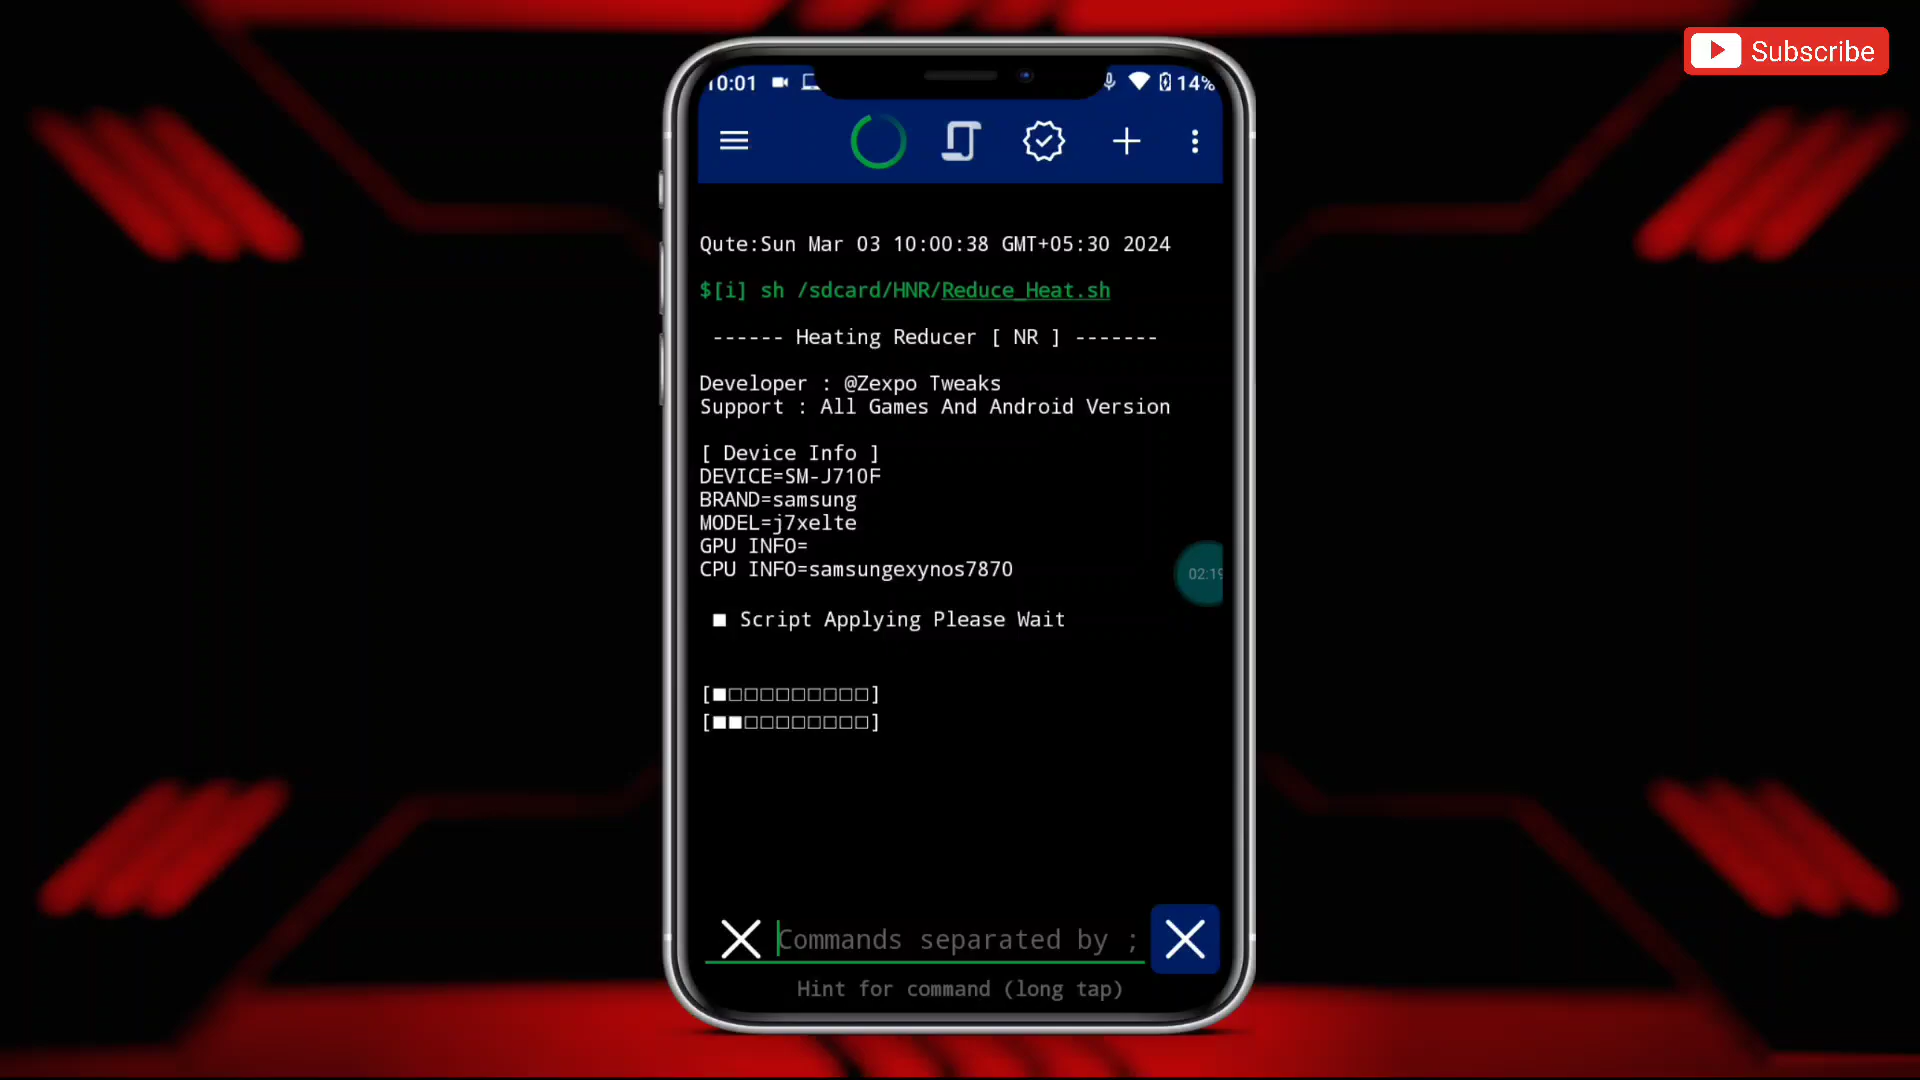 Subscribe
10:01 14%
Qute:Sun Mar 03 10:00:38 GMT+05:30 2024
$[i] sh /sdcard/HNR/Reduce_Heat.sh
------ Heating Reducer [ NR ] -------
Developer : @Zexpo Tweaks
Support : All Games And Android Version
[ Device Info ]
DEVICE=SM-J710F
BRAND=samsung
MODEL=j7xelte
GPU INFO=
CPU INFO=samsungexynos7870
02:19
■ Script Applying Please Wait
[■□□□□□□□□□]
[■■□□□□□□□□]
Commands separated by ;
Hint for command (long tap)